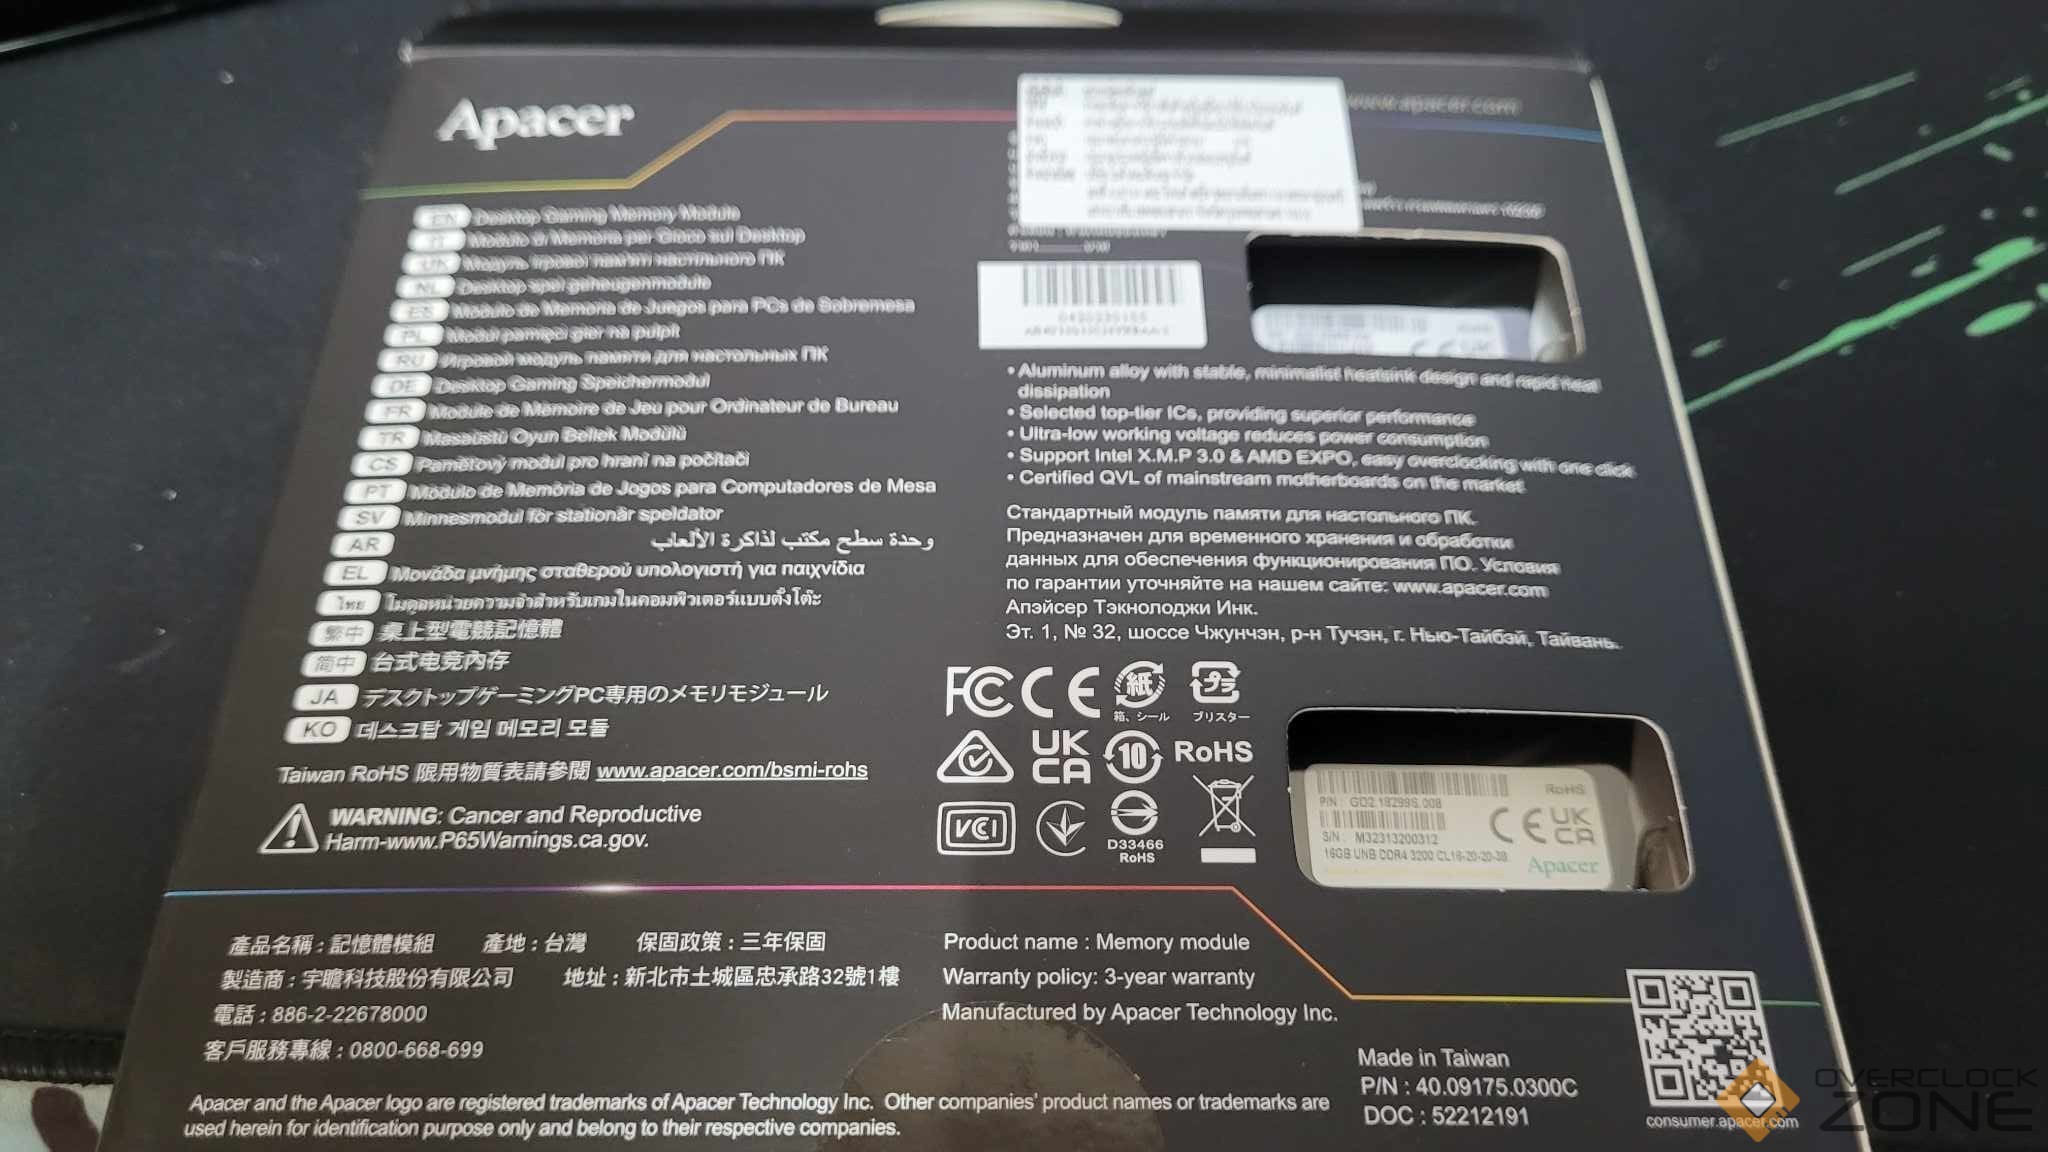 Apacer
www.apacer.com
EN Desktop Gaming Memory Module
IT Modulo di Memoria per Gioco sul Desktop
UK Модуль ігрової пам'яті настільного ПК
NL Desktop spel geheugenmodule
ES Módulo de Memoria de Juegos para PCs de Sobremesa
PL Moduł pamięci gier na pulpit
RU Игровой модуль памяти для настольных ПК
DE Desktop Gaming Speichermodul
FR Module de Mémoire de Jeu pour Ordinateur de Bureau
TR Masaüstü Oyun Bellek Modülü
CS Paměťový modul pro hraní na počítači
PT Módulo de Memória de Jogos para Computadores de Mesa
SV Minnesmodul för stationär speldator
AR وحدة سطح مكتب لذاكرة الألعاب
EL Μονάδα μνήμης σταθερού υπολογιστή για παιχνίδια
ไทย โมดูลหน่วยความจำสำหรับเกมในคอมพิวเตอร์แบบตั้งโต๊ะ
繁中 桌上型電競記憶體
简中 台式电竞內存
JA デスクトップゲーミングPC専用のメモリモジュール
KO 데스크탑 게임 메모리 모듈
Taiwan RoHS 限用物質表請參閱 www.apacer.com/bsmi-rohs
WARNING: Cancer and Reproductive
Harm-www.P65Warnings.ca.gov.
• Aluminum alloy with stable, minimalist heatsink design and rapid heat
dissipation
• Selected top-tier ICs, providing superior performance
• Ultra-low working voltage reduces power consumption
• Support Intel X.M.P 3.0 & AMD EXPO, easy overclocking with one click
• Certified QVL of mainstream motherboards on the market.
Стандартный модуль памяти для настольного ПК.
Предназначен для временного хранения и обработки
данных для обеспечения функционирования ПО. Условия
по гарантии уточняйте на нашем сайте: www.apacer.com
Апэйсер Тэкнолоджи Инк.
Эт. 1, № 32, шоссе Чжунчэн, р-н Тучэн, г. Нью-Тайбэй, Тайвань.
FC CE 紙 プラ
箱、シール ブリスター
UK
CA 10 RoHS
VCI
D33466
RoHS
RoHS
P/N : GD2.18299S.008
S/N : M32313200312
CE UK
CA
16GB UNB DDR4 3200 CL16-20-20-38
Apacer
產品名稱 : 記憶體模組 產地 : 台灣 保固政策 : 三年保固
製造商 : 宇瞻科技股份有限公司 地址 : 新北市土城區忠承路32號1樓
電話 : 886-2-22678000
客戶服務專線 : 0800-668-699
Product name : Memory module
Warranty policy: 3-year warranty
Manufactured by Apacer Technology Inc.
Made in Taiwan
P/N : 40.09175.0300C
DOC : 52212191
consumer.apacer.com
Apacer and the Apacer logo are registered trademarks of Apacer Technology Inc. Other companies' product names or trademarks are
used herein for identification purpose only and belong to their respective companies.
OVERCLOCK
ZONE